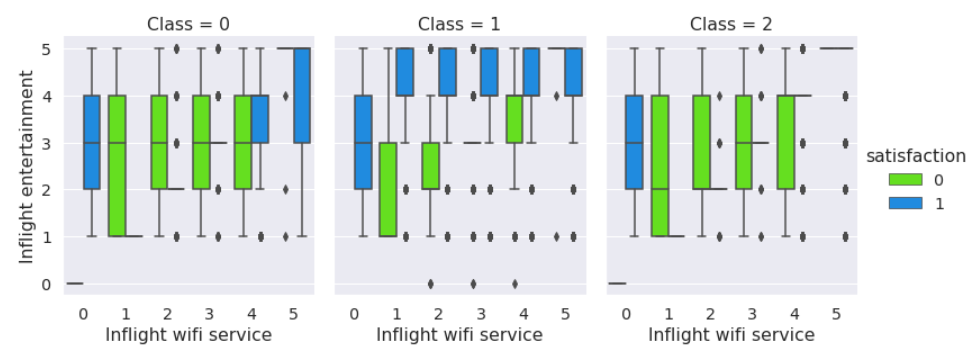 Class = 0
Class = 1
Class = 2
Inflight entertainment
5
4
3
2
1
0
0 1 2 3 4 5
0 1 2 3 4 5
0 1 2 3 4 5
Inflight wifi service
Inflight wifi service
Inflight wifi service
satisfaction
0
1